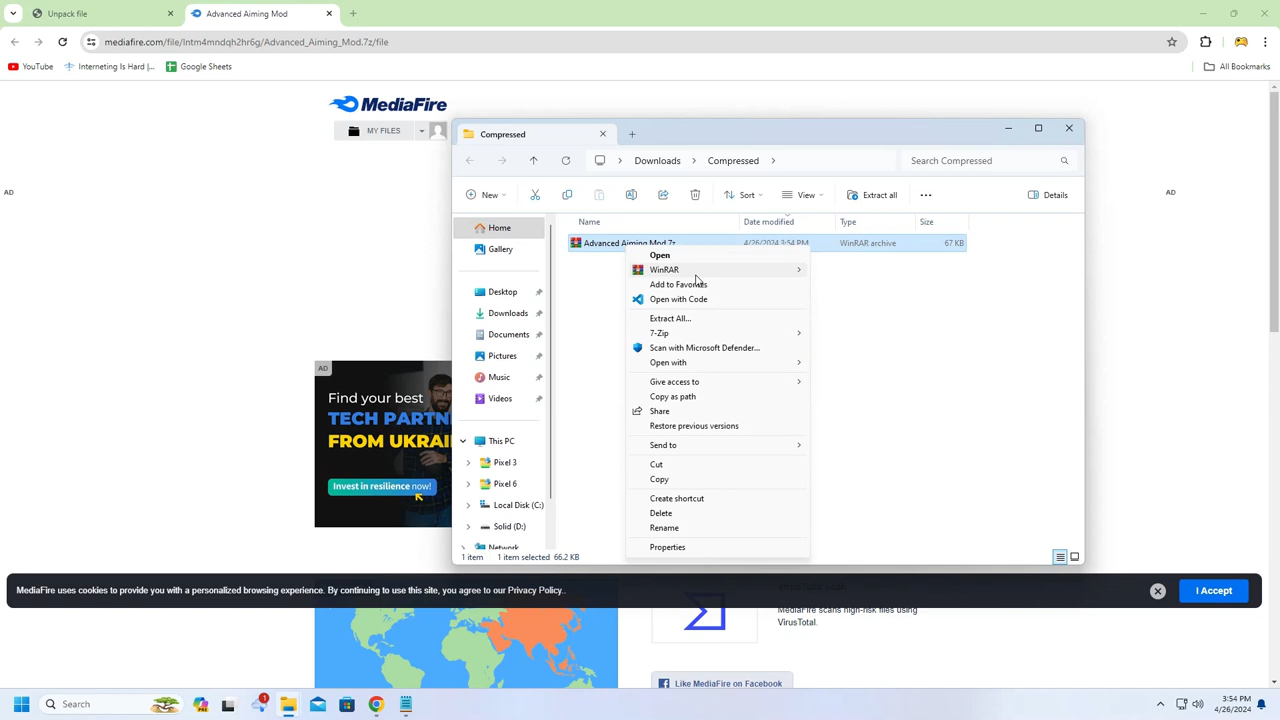 Unpack file
Advanced Aiming Mod
mediafire.com/file/lntm4mndqh2hr6g/Advanced_Aiming_Mod.7z/file
YouTube
Interneting Is Hard |...
Google Sheets
All Bookmarks
MediaFire
MY FILES
AD
AD
Compressed
Downloads
Compressed
Search Compressed
New
Sort
View
Extract all
Details
Name
Date modified
Type
Size
Home
Gallery
Desktop
Downloads
Documents
Pictures
Music
Videos
This PC
Pixel 3
Pixel 6
Local Disk (C:)
Solid (D:)
Network
Advanced Aiming Mod.7z
4/26/2024 3:54 PM
WinRAR archive
67 KB
Open
WinRAR
Add to Favorites
Open with Code
Extract All...
7-Zip
Scan with Microsoft Defender...
Open with
Give access to
Copy as path
Share
Restore previous versions
Send to
Cut
Copy
Create shortcut
Delete
Rename
Properties
1 item
1 item selected 66.2 KB
AD
Find your best
TECH PARTN
FROM UKRAI
Invest in resilience now!
MediaFire uses cookies to provide you with a personalized browsing experience. By continuing to use this site, you agree to our Privacy Policy..
I Accept
MediaFire scans high-risk files using
VirusTotal.
Like MediaFire on Facebook
Search
1
3:54 PM
4/26/2024